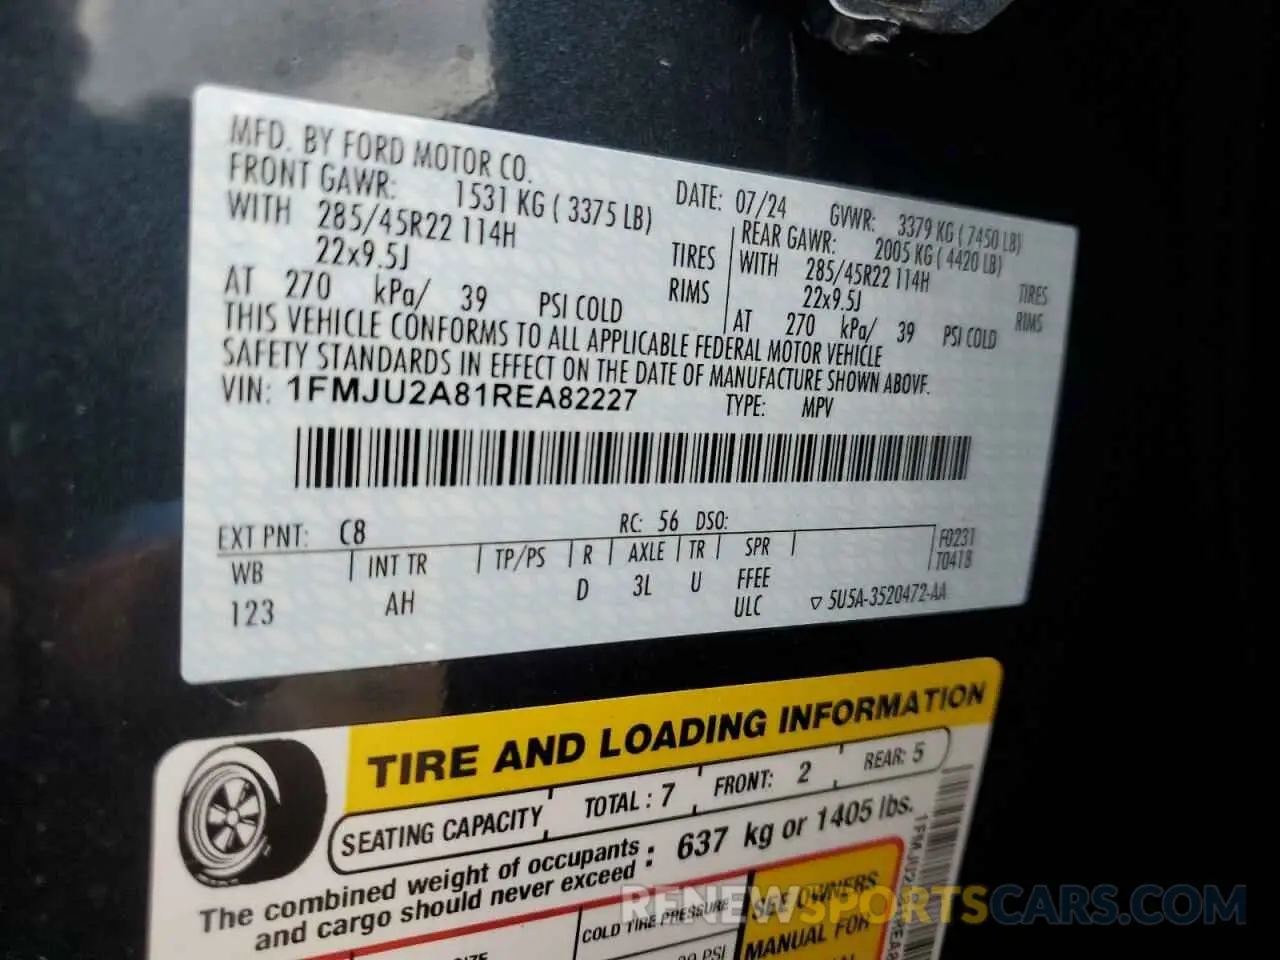 MFD. BY FORD MOTOR CO.
DATE: 07/24 GVWR: 3379 KG ( 7450 LB)
FRONT GAWR: 1531 KG ( 3375 LB)
WITH 285/45R22 114H TIRES
22x9.5J RIMS
AT 270 kPa/ 39 PSI COLD
REAR GAWR: 2005 KG ( 4420 LB)
WITH 285/45R22 114H TIRES
22x9.5J RIMS
AT 270 kPa/ 39 PSI COLD
THIS VEHICLE CONFORMS TO ALL APPLICABLE FEDERAL MOTOR VEHICLE
SAFETY STANDARDS IN EFFECT ON THE DATE OF MANUFACTURE SHOWN ABOVE.
VIN: 1FMJU2A81REA82227 TYPE: MPV
EXT PNT: C8 RC: 56 DSO:
WB INT TR TP/PS R AXLE TR SPR F0231
T0418
123 AH D 3L U FFEE
ULC ▽ 5U5A-3520472-AA
TIRE AND LOADING INFORMATION
SEATING CAPACITY TOTAL : 7 FRONT: 2 REAR: 5
The combined weight of occupants
and cargo should never exceed : 637 kg or 1405 lbs.
COLD TIRE PRESSURE
SEE OWNERS
MANUAL FOR
PSI
RENEWSPORTSCARS.COM